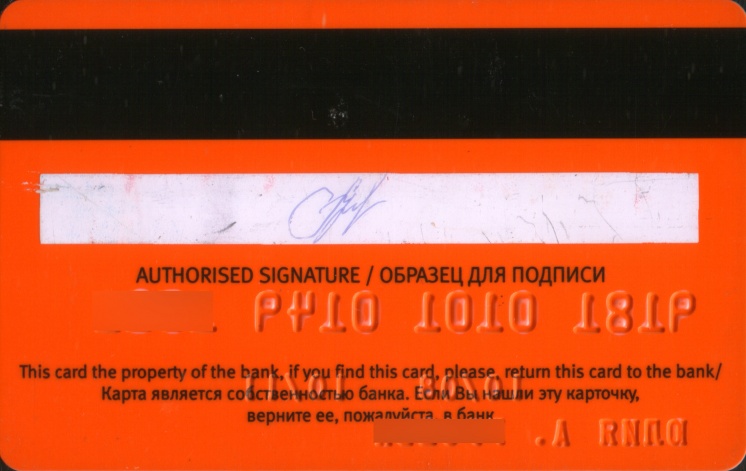 AUTHORISED SIGNATURE / ОБРАЗЕЦ ДЛЯ ПОДПИСИ
This card the property of the bank, if you find this card, please, return this card to the bank/
Карта является собственностью банка. Если Вы нашли эту карточку,
верните ее, пожалуйста, в банк.